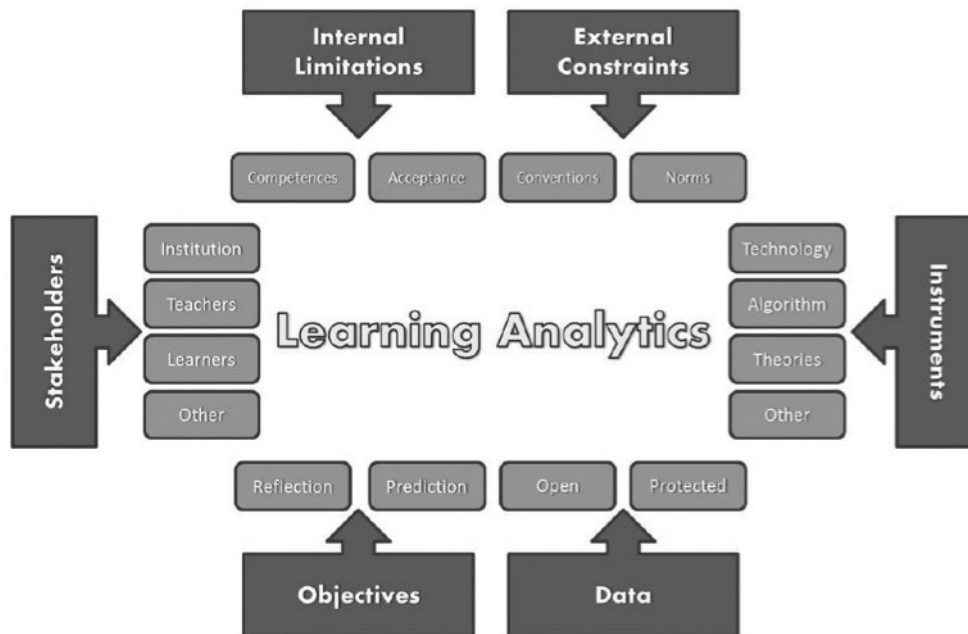 Internal
Limitations
External
Constraints
Competences
Acceptance
Conventions
Norms
Stakeholders
Institution
Teachers
Learners
Other
Learning Analytics
Technology
Algorithm
Theories
Other
Instruments
Reflection
Prediction
Open
Protected
Objectives
Data